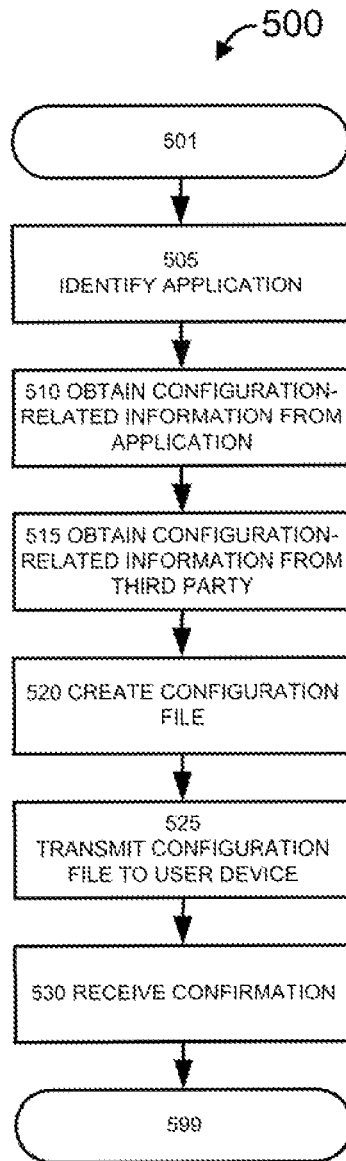 500
501
505
IDENTIFY APPLICATION
510 OBTAIN CONFIGURATION-
RELATED INFORMATION FROM
APPLICATION
515 OBTAIN CONFIGURATION-
RELATED INFORMATION FROM
THIRD PARTY
520 CREATE CONFIGURATION
FILE
525
TRANSMIT CONFIGURATION
FILE TO USER DEVICE
530 RECEIVE CONFIRMATION
599